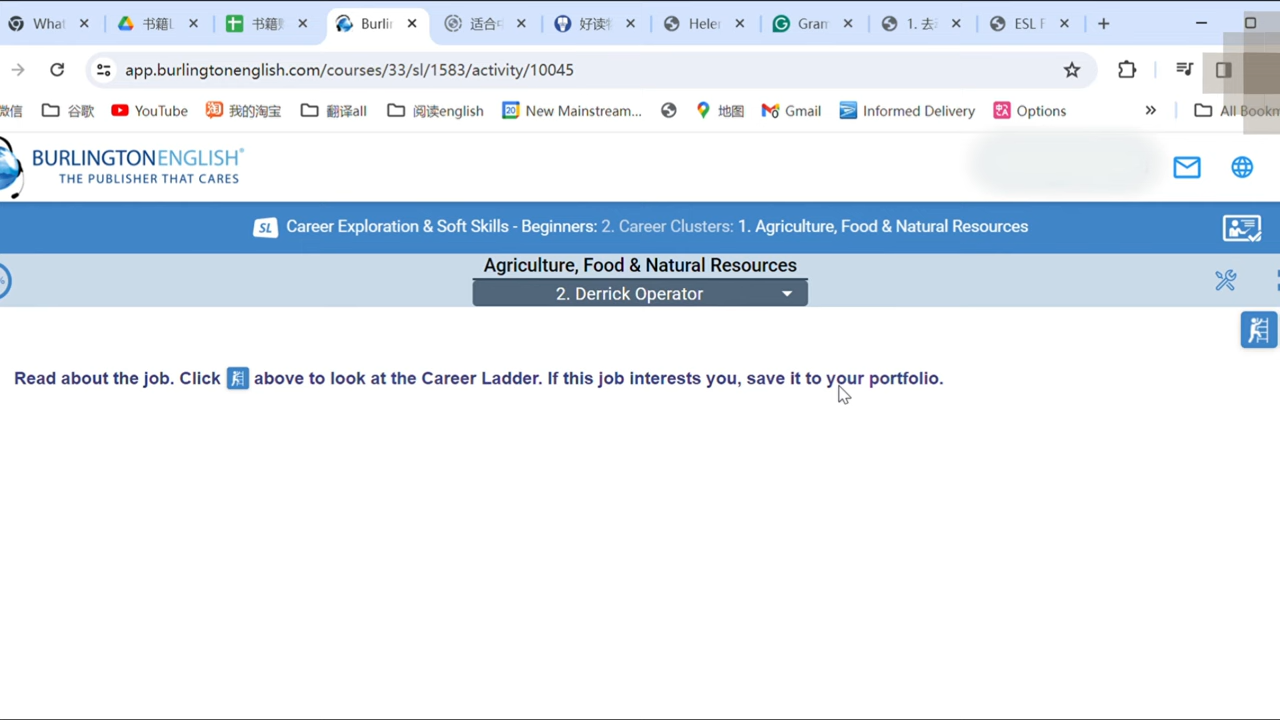 What
书籍L
书籍
Burlir
适合中
好读
Heler
Gran
1. 去
ESL F
app.burlingtonenglish.com/courses/33/sl/1583/activity/10045
微信 谷歌 YouTube 我的淘宝 翻译all 阅读english New Mainstream... 地图 Gmail Informed Delivery Options » All Bookm
BURLINGTONENGLISH®
THE PUBLISHER THAT CARES
SL Career Exploration & Soft Skills - Beginners: 2. Career Clusters: 1. Agriculture, Food & Natural Resources
Agriculture, Food & Natural Resources
%
2. Derrick Operator
Read about the job. Click above to look at the Career Ladder. If this job interests you, save it to your portfolio.